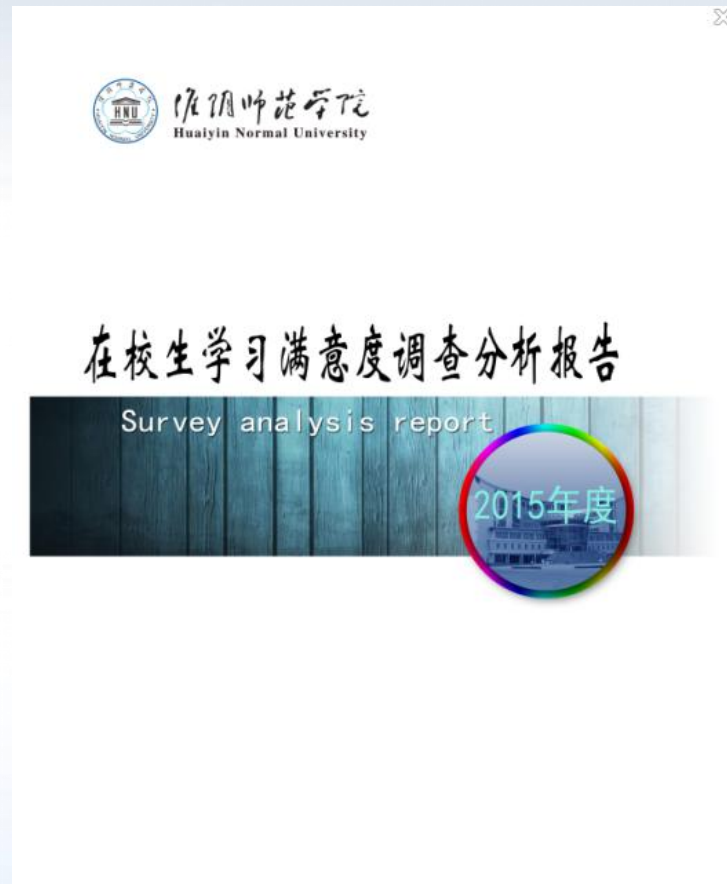 HNU
淮阴师范学院
Huaiyin Normal University
在校生学习满意度调查分析报告
Survey analysis report
2015年度